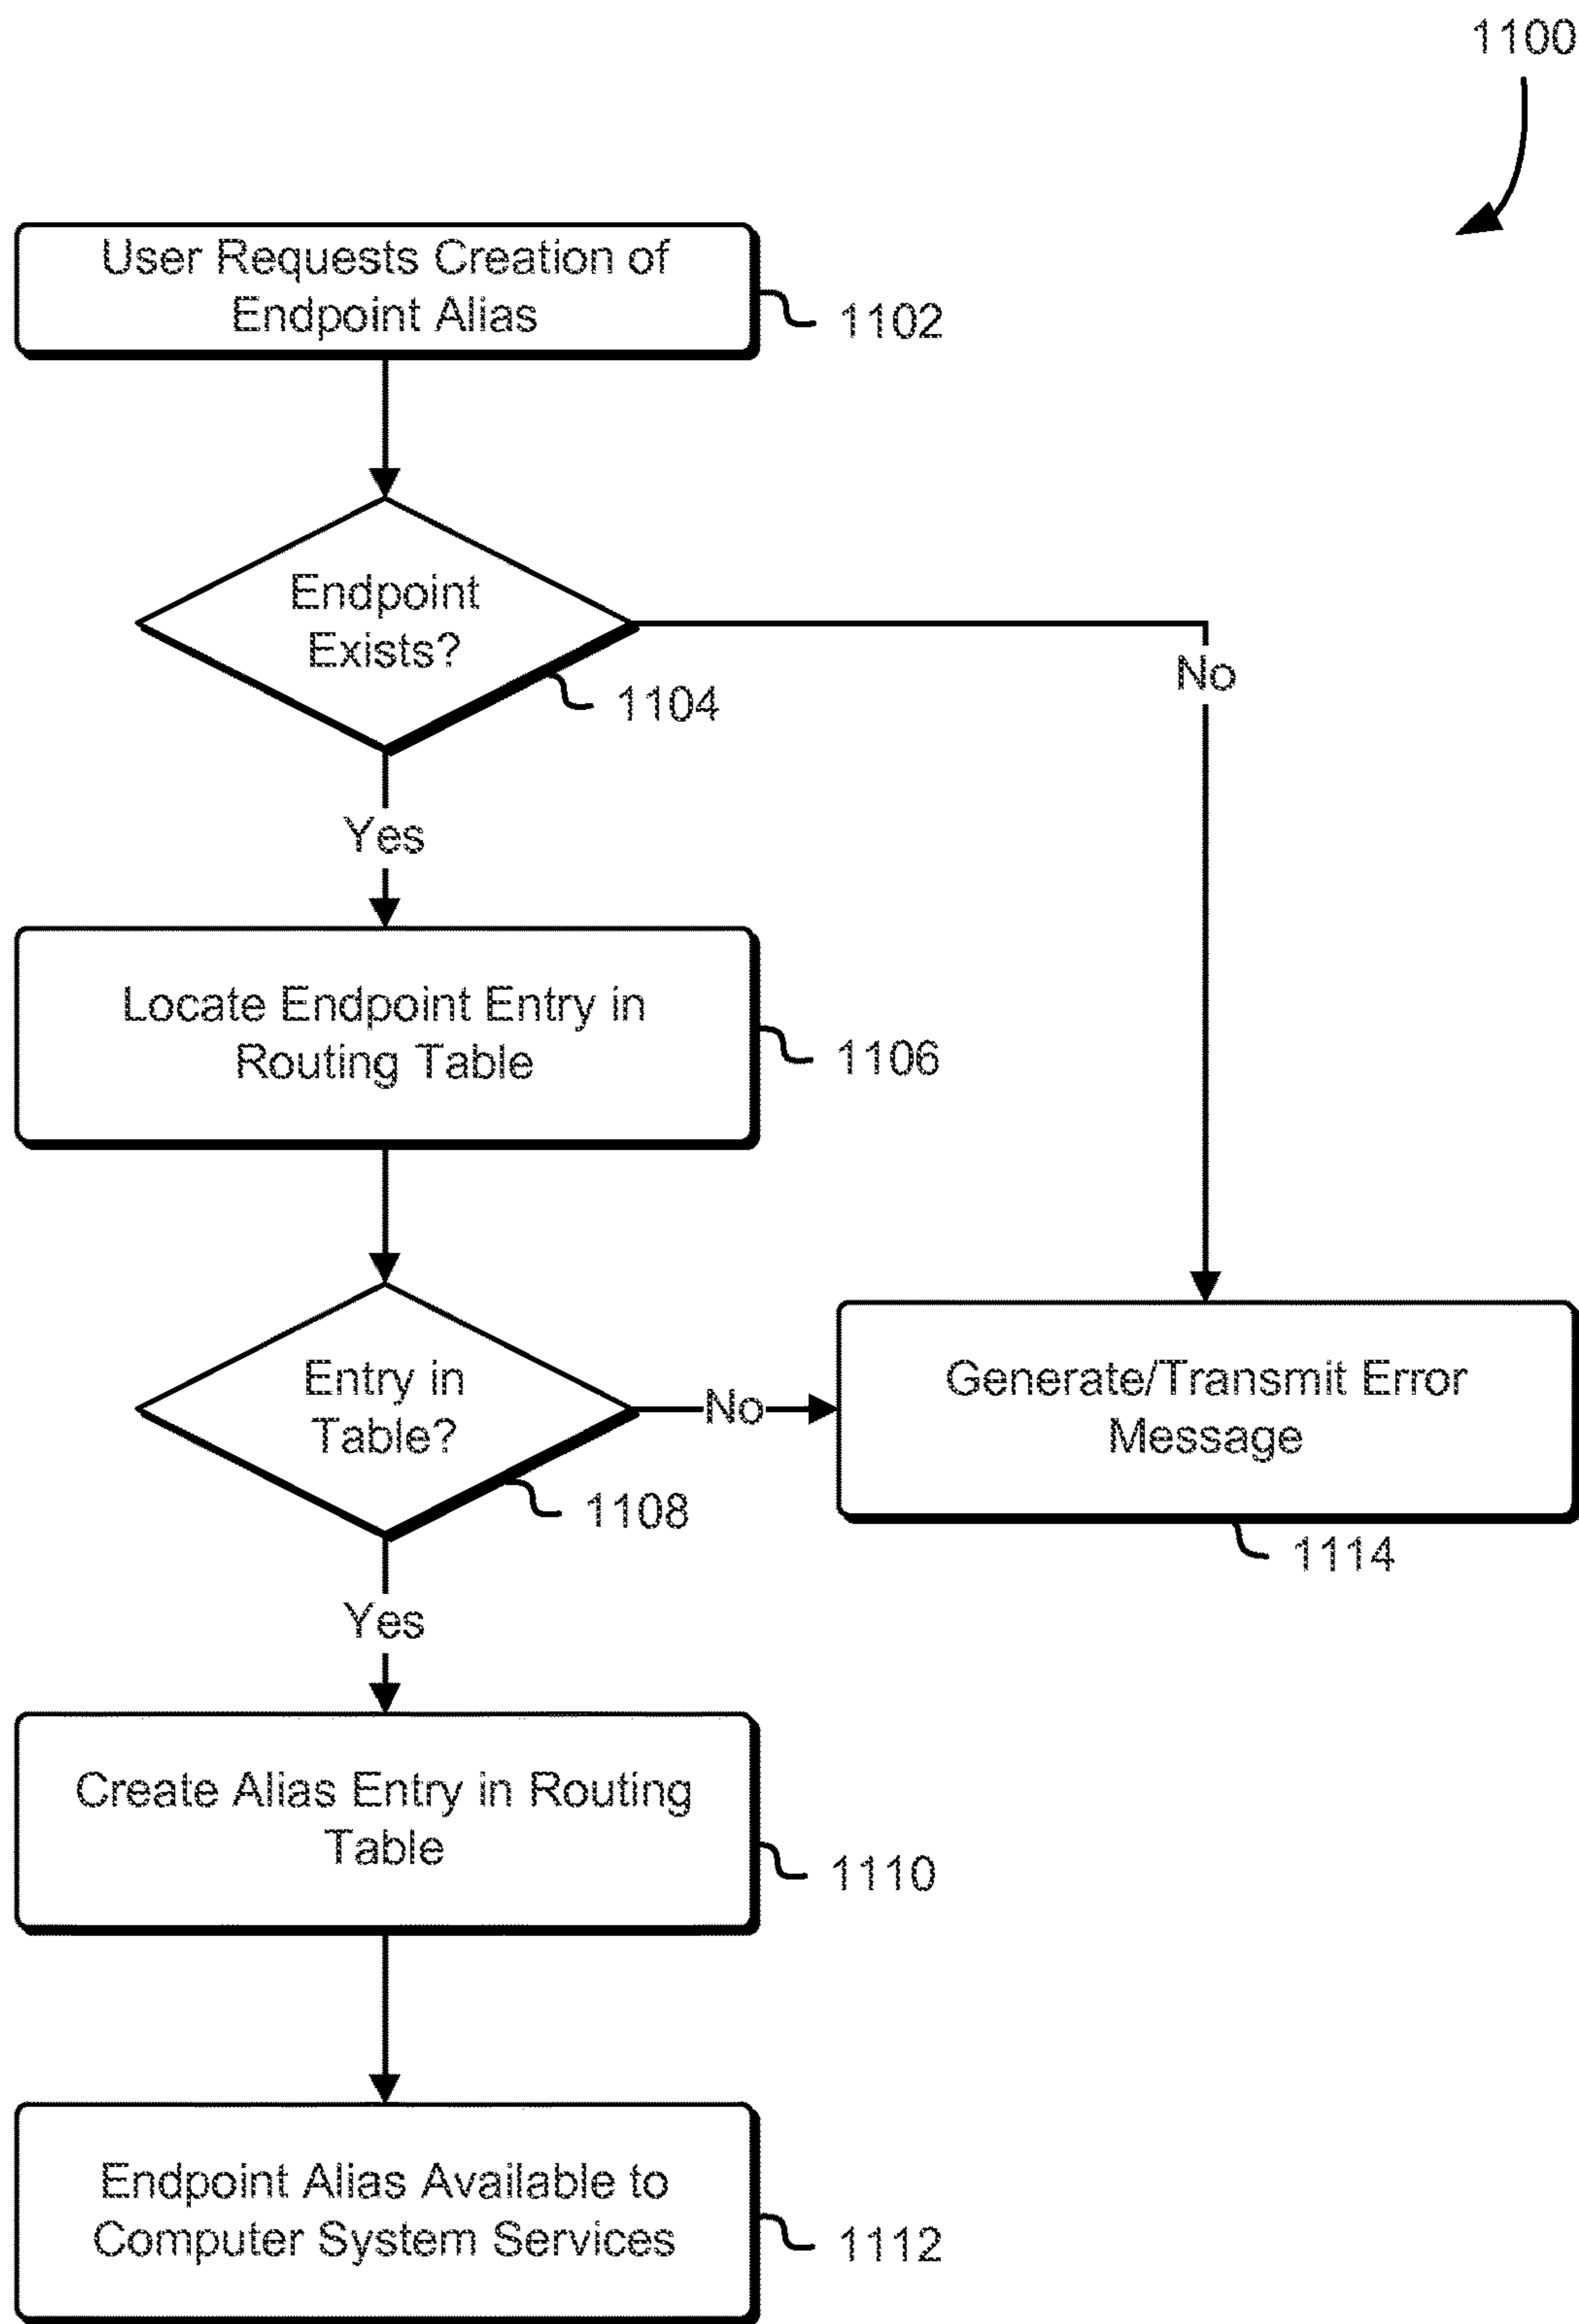 1100
User Requests Creation of
Endpoint Alias
1102
Endpoint
Exists?
1104
No
Yes
Locate Endpoint Entry in
Routing Table
1106
Entry in
Table?
1108
No
Generate/Transmit Error
Message
1114
Yes
Create Alias Entry in Routing
Table
1110
Endpoint Alias Available to
Computer System Services
1112